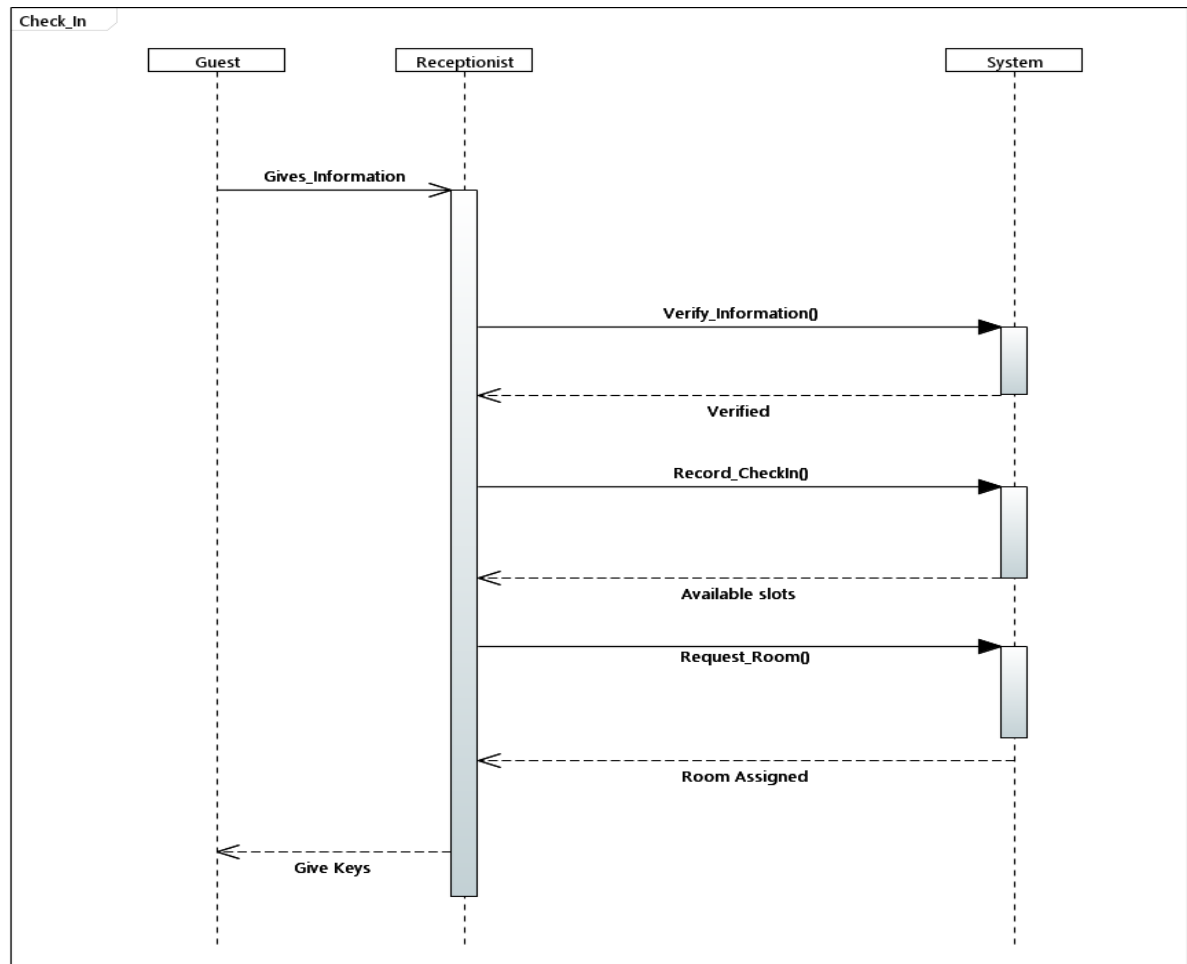 Check_In
Guest
Receptionist
System
Gives_Information
Verify_Information()
Verified
Record_CheckIn()
Available slots
Request_Room()
Room Assigned
Give Keys